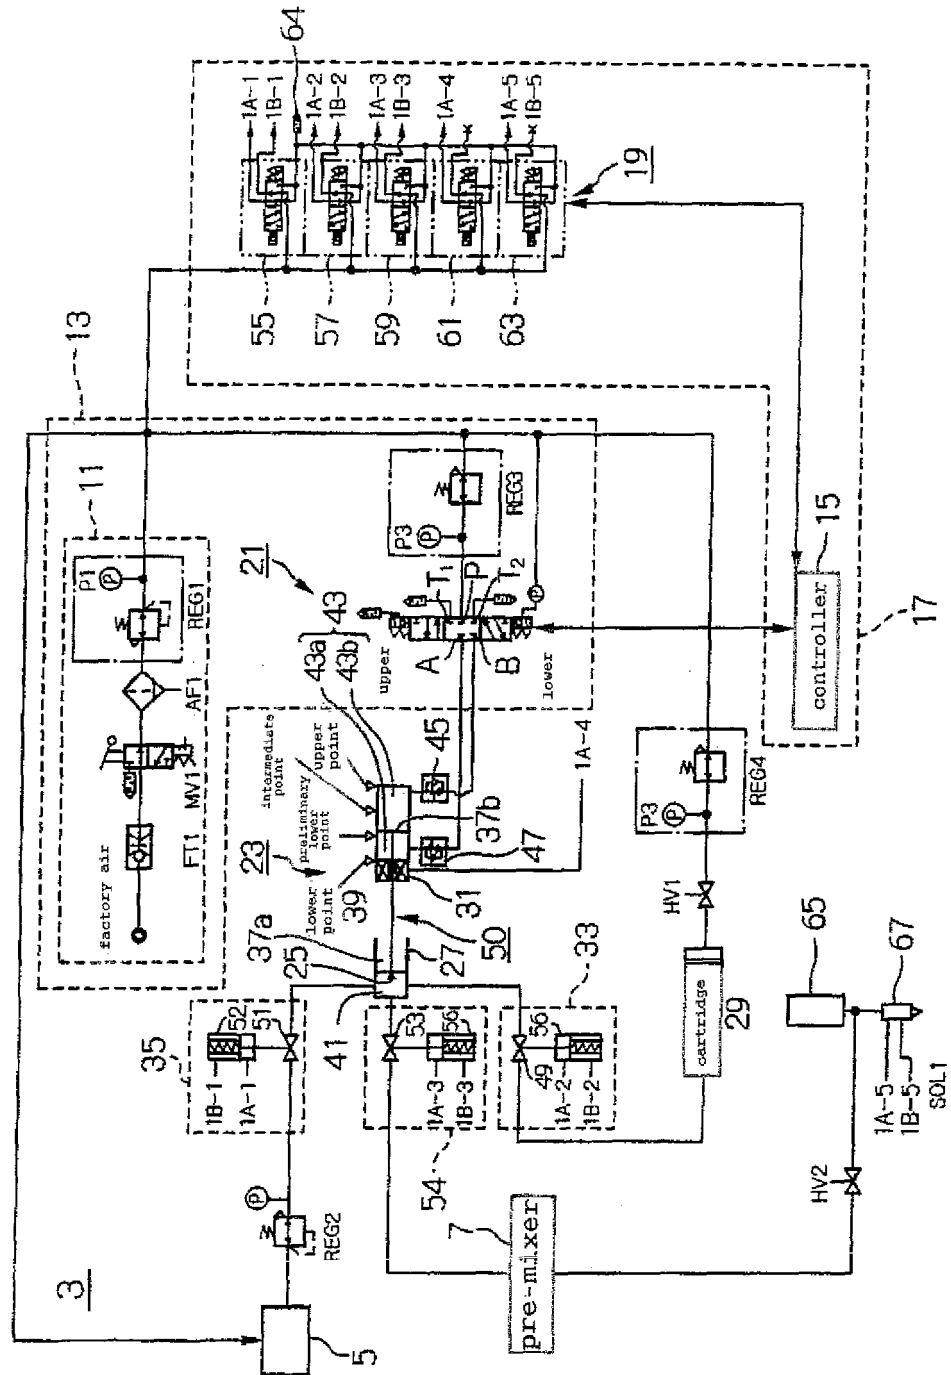 3
5
REG2
P
35
52
51
1B-1
1A-1
41
25
37a
27
50
53
56
1A-3
1B-3
54
33
56
49
1A-2
1B-2
7
pre-mixer
HV2
65
67
1A-5
1B-5
SOL1
cartridge
29
HV1
P3
P
REG4
13
11
factory air
FT1
MV1
AF1
P1
P
REG1
23
lower point
preliminary lower point
intermediate point
upper point
39
31
47
45
37b
1A-4
43
43a
43b
21
upper
lower
A
B
T1
P
T2
P3
P
REG3
P
controller
15
17
19
55
57
59
61
63
64
1A-1
1B-1
1A-2
1B-2
1A-3
1B-3
1A-4
1A-5
1B-5